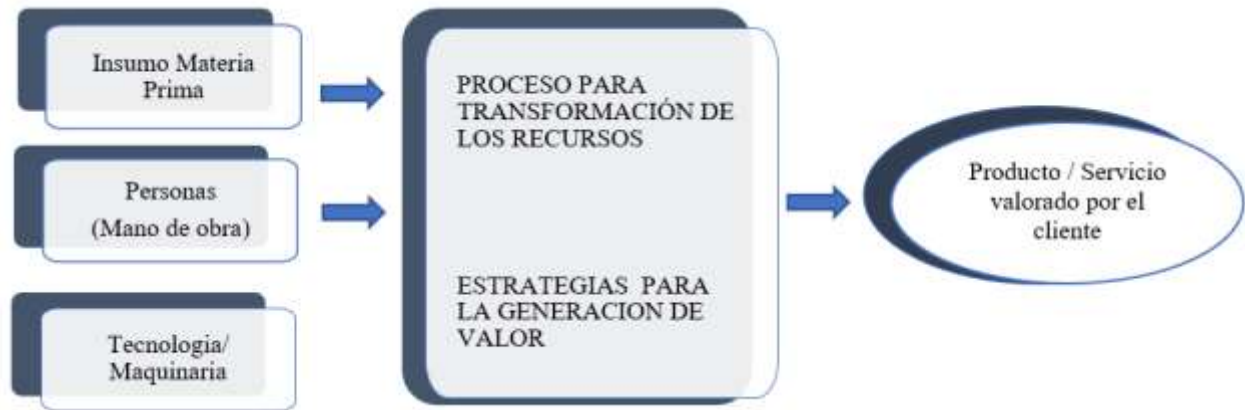 Insumo Materia
Prima
Personas
(Mano de obra)
Tecnologia/
Maquinaria
PROCESO PARA
TRANSFORMACIÓN DE
LOS RECURSOS
ESTRATEGIAS PARA
LA GENERACION DE
VALOR
Producto / Servicio
valorado por el
cliente